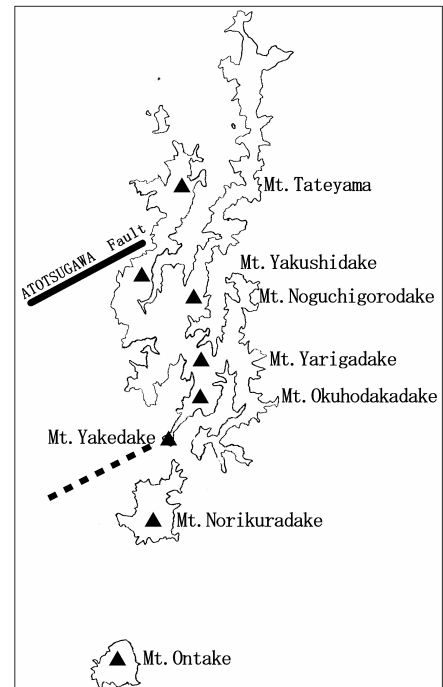 Mt. Tateyama
ATOTSUGAWA Fault
Mt. Yakushidake
Mt. Noguchigorodake
Mt. Yarigadake
Mt. Okuhodakadake
Mt. Yakedake
Mt. Norikuradake
Mt. Ontake